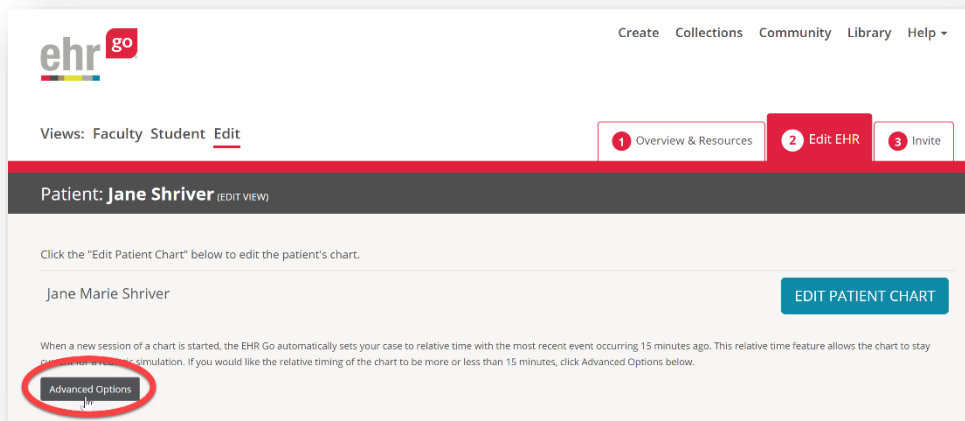 ehr go
Create Collections Community Library Help
Views: Faculty Student Edit
1 Overview & Resources 2 Edit EHR 3 Invite
Patient: Jane Shriver (EDIT VIEW)
Click the "Edit Patient Chart" below to edit the patient's chart.
Jane Marie Shriver
EDIT PATIENT CHART
When a new session of a chart is started, the EHR Go automatically sets your case to relative time with the most recent event occurring 15 minutes ago. This relative time feature allows the chart to stay
current for a realistic simulation. If you would like the relative timing of the chart to be more or less than 15 minutes, click Advanced Options below.
Advanced Options